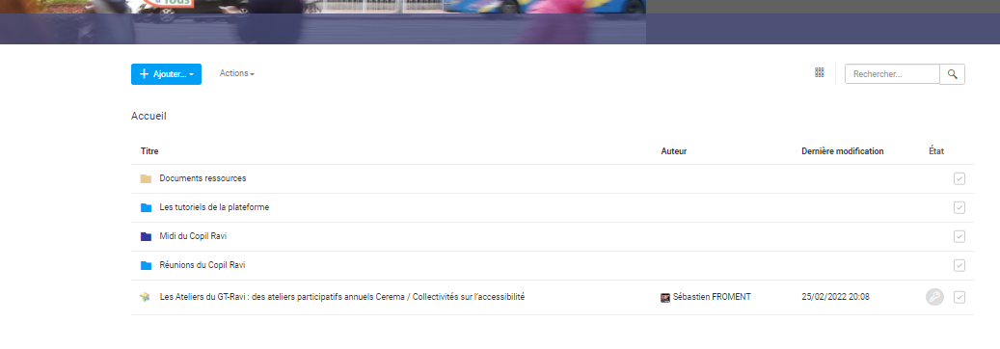 à Tous
Ajouter...
Actions
Rechercher...
Accueil
Titre Auteur Dernière modification État
Documents ressources
Les tutoriels de la plateforme
Midi du Copil Ravi
Réunions du Copil Ravi
Les Ateliers du GT-Ravi : des ateliers participatifs annuels Cerema / Collectivités sur l'accessibilité Sébastien FROMENT 25/02/2022 20:08